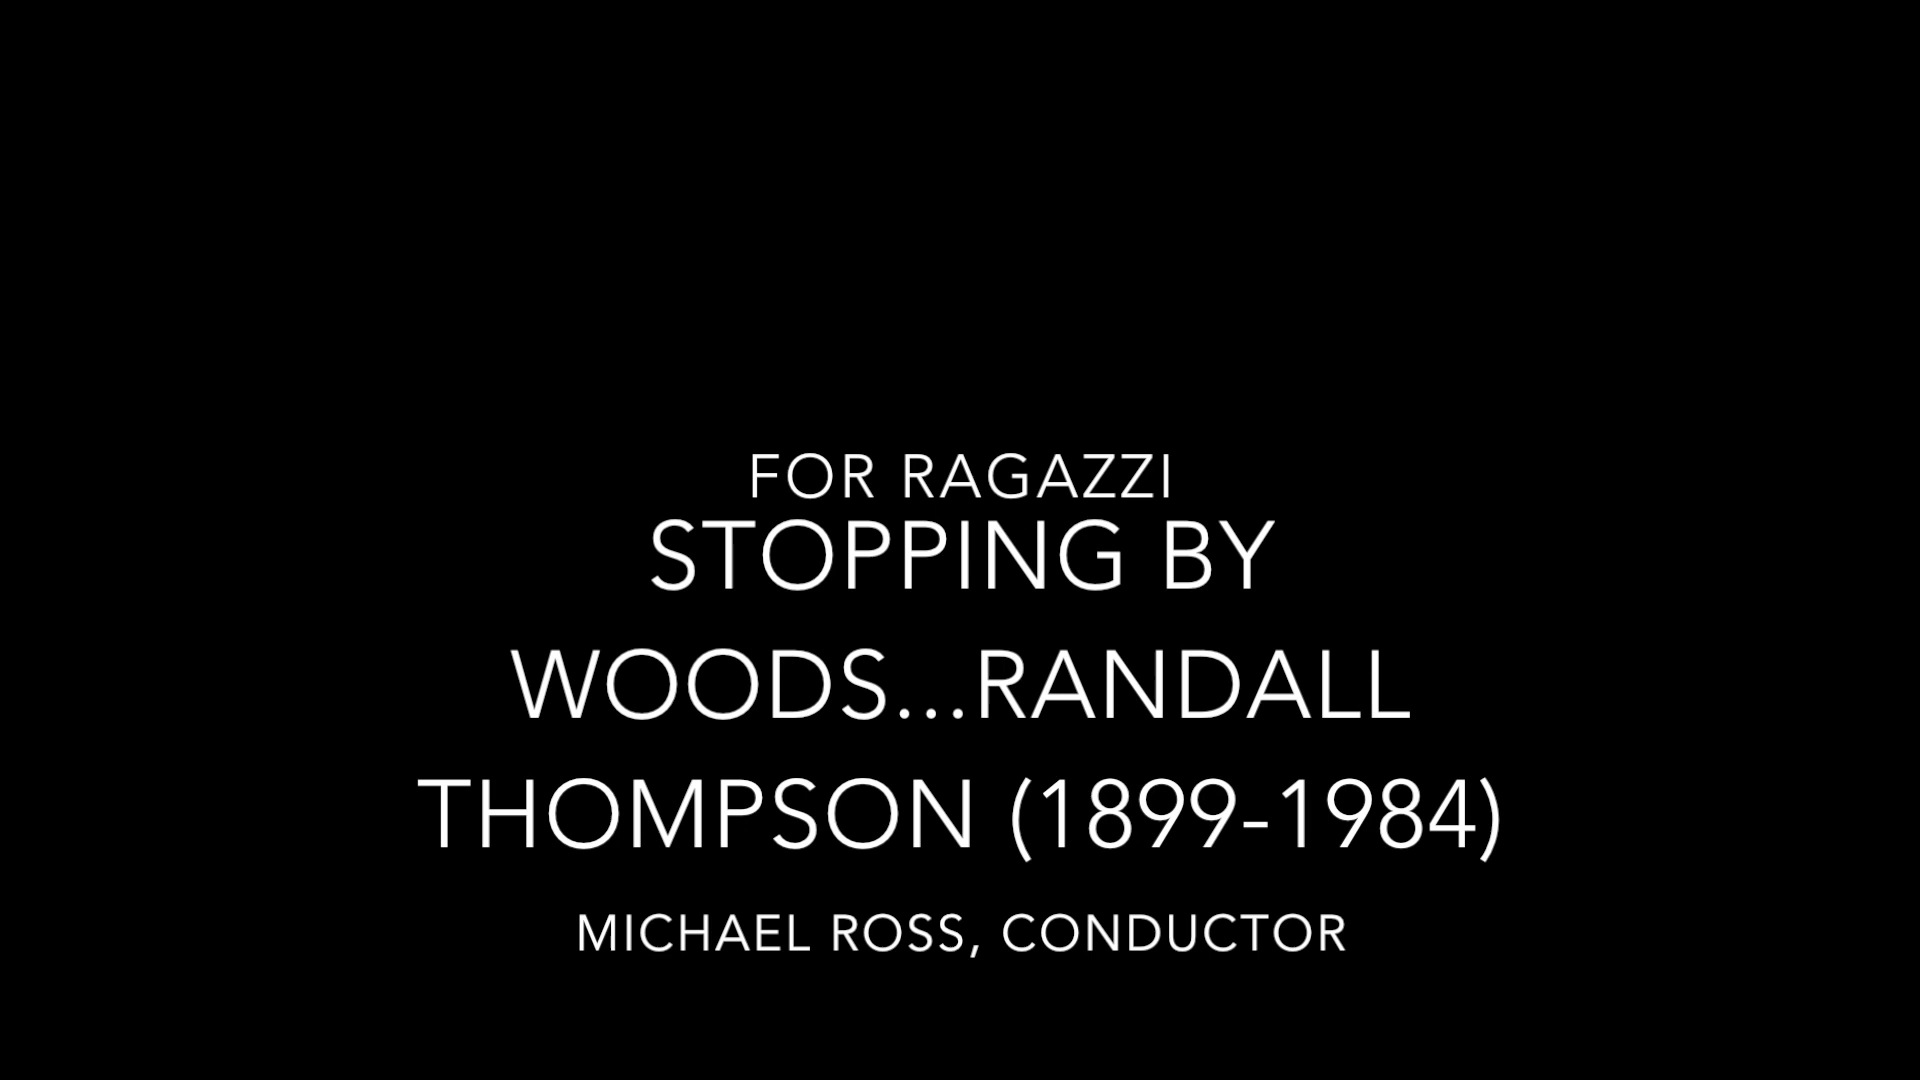 FOR RAGAZZI
STOPPING BY
WOODS...RANDALL
THOMPSON (1899-1984)
MICHAEL ROSS, CONDUCTOR